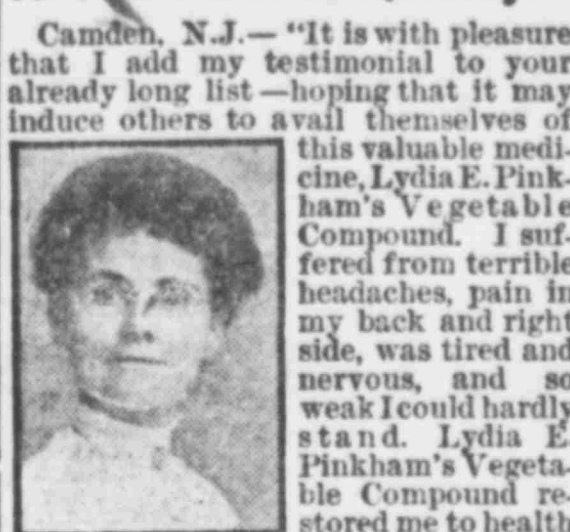 Camden, N.J.— "It is with pleasure
that I add my testimonial to your
already long list—hoping that it may
induce others to avail themselves of
this valuable medi-
cine, Lydia E. Pink-
ham's Vegetable
Compound. I suf-
fered from terrible
headaches, pain in
my back and right
side, was tired and
nervous, and so
weak I could hardly
stand. Lydia E.
Pinkham's Vegeta-
ble Compound re-
stored me to health